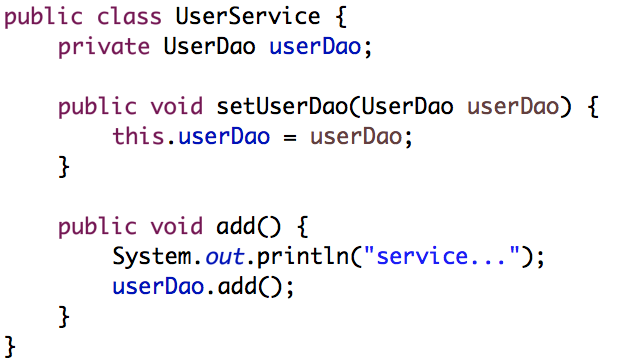 public class UserService {
    private UserDao userDao;

    public void setUserDao(UserDao userDao) {
        this.userDao = userDao;
    }

    public void add() {
        System.out.println("service...");
        userDao.add();
    }
}